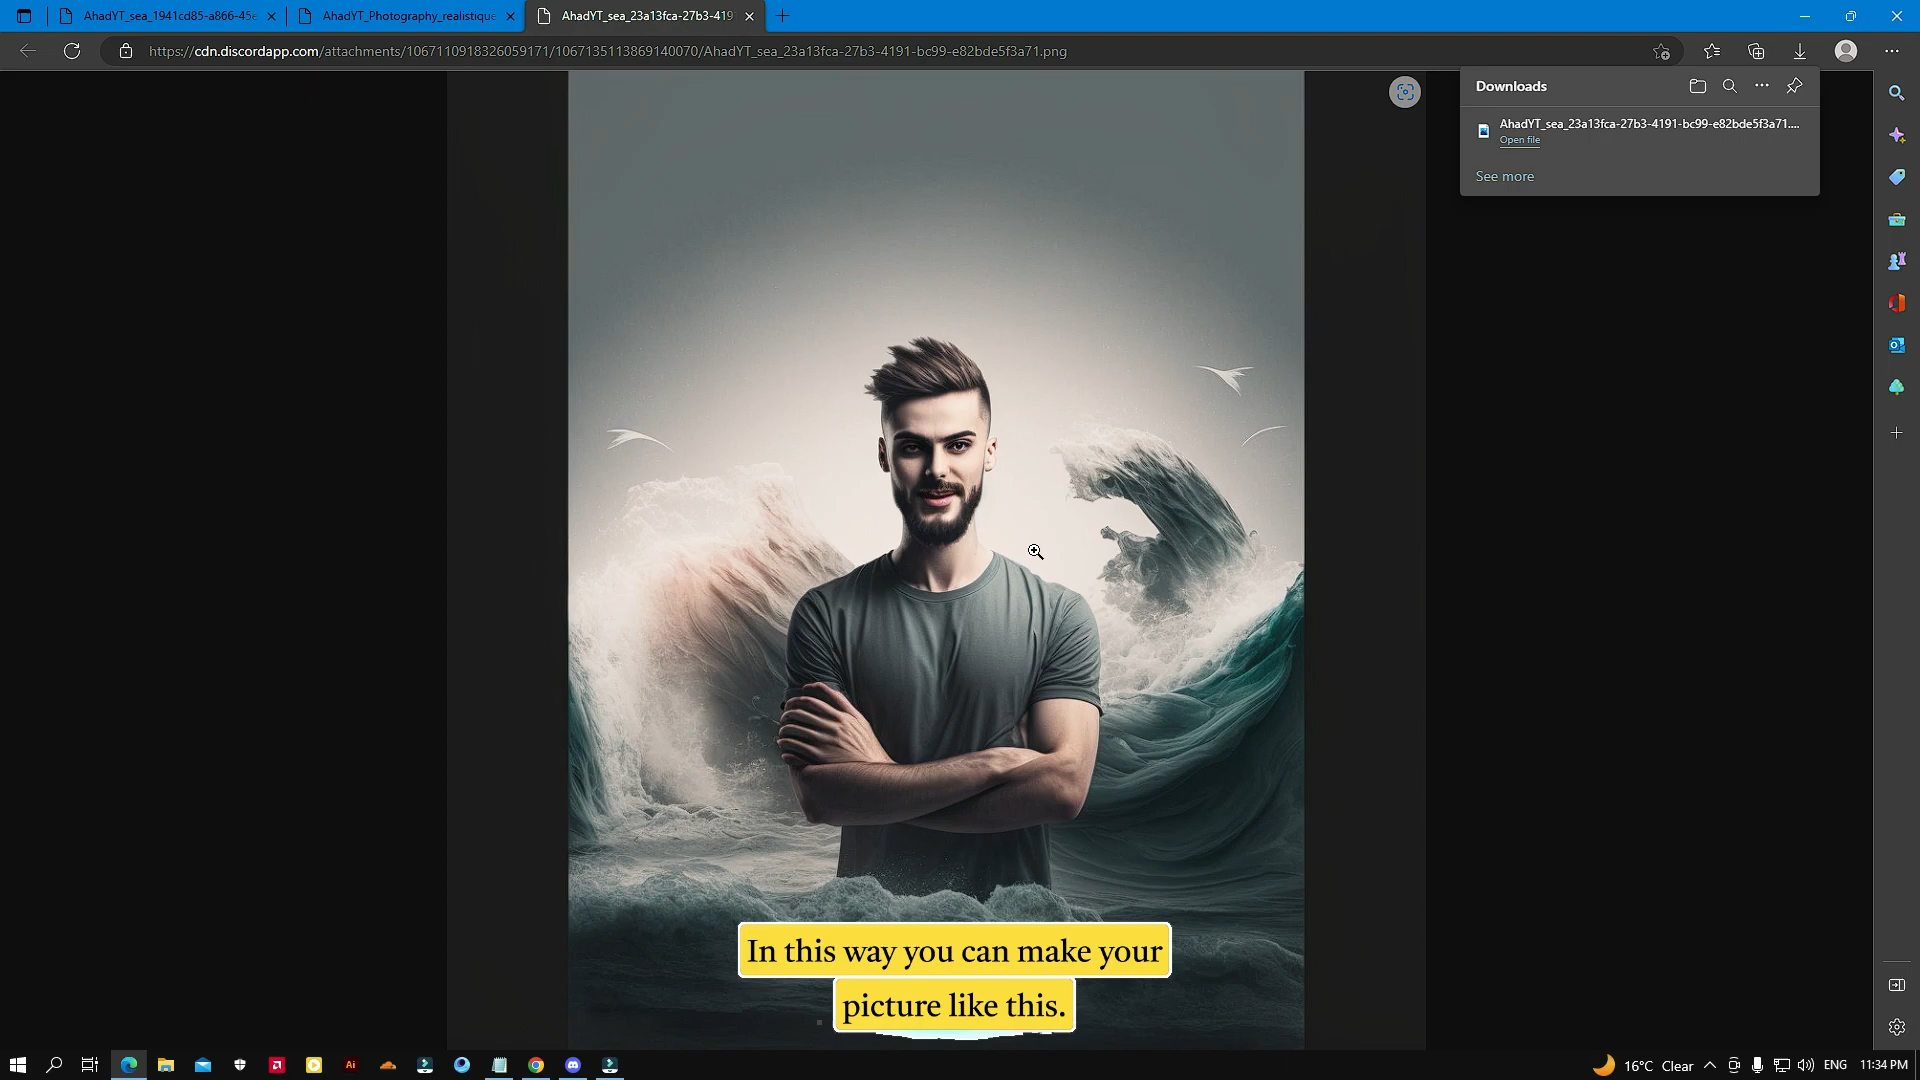 AhadYT_sea_1941cd85-a866-45e
AhadYT_Photography_realistique
AhadYT_sea_23a13fca-27b3-419
https://cdn.discordapp.com/attachments/1067110918326059171/1067135113869140070/AhadYT_sea_23a13fca-27b3-4191-bc99-e82bde5f3a71.png
Downloads
AhadYT_sea_23a13fca-27b3-4191-bc99-e82bde5f3a71....
Open file
See more
In this way you can make your
picture like this.
Ai
16°C Clear
ENG
11:34 PM